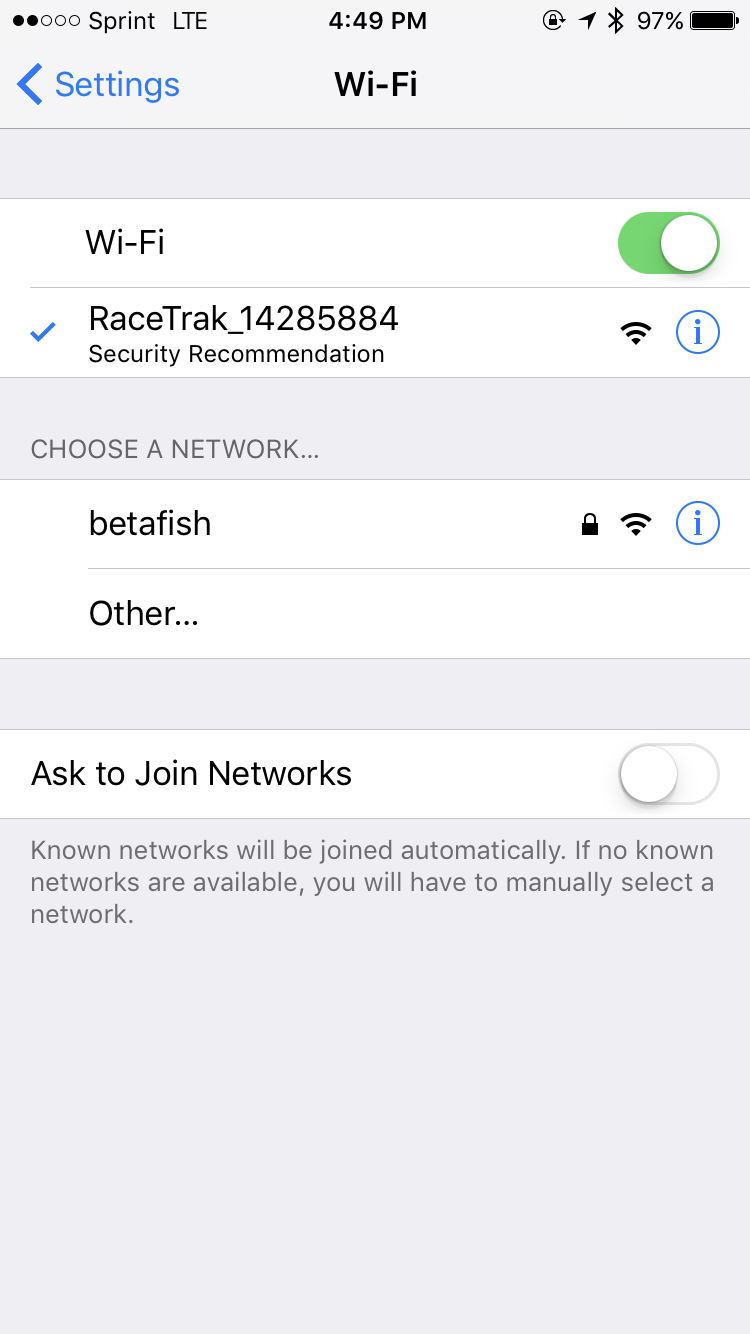 Sprint LTE 4:49 PM 97%
Settings Wi-Fi
Wi-Fi
RaceTrak_14285884
Security Recommendation
CHOOSE A NETWORK...
betafish
Other...
Ask to Join Networks
Known networks will be joined automatically. If no known
networks are available, you will have to manually select a
network.